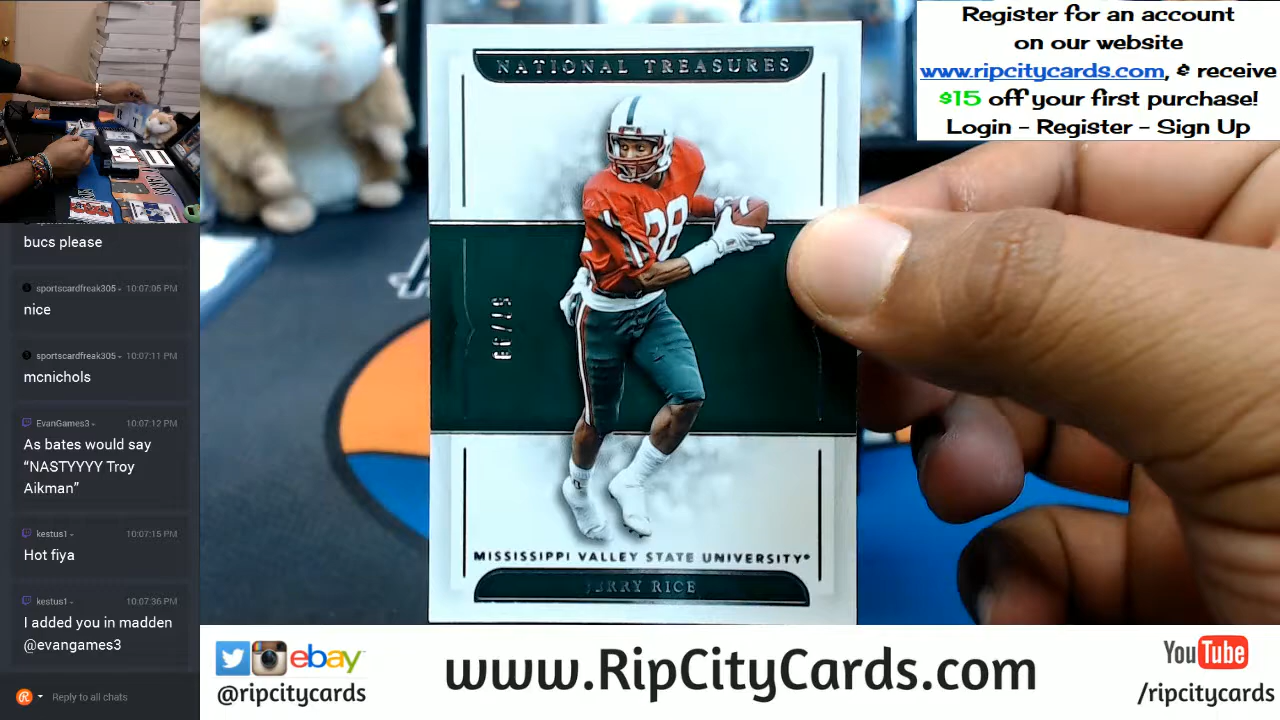 Register for an account
on our website
www.ripcitycards.com, & receive
$15 off your first purchase!
Login - Register - Sign Up
bucs please
sportscardfreak305 10:07:05 PM
nice
sportscardfreak305 10:07:11 PM
mcnichols
EvanGames3 10:07:12 PM
As bates would say
“NASTYYYY Troy
Aikman”
kestus1 10:07:15 PM
Hot fiya
kestus1 10:07:36 PM
I added you in madden
@evangames3
Reply to all chats
NATIONAL TREASURES
88
MISSISSIPPI VALLEY STATE UNIVERSITY
JERRY RICE
ebay
@ripcitycards
www.RipCityCards.com
YouTube
/ripcitycards